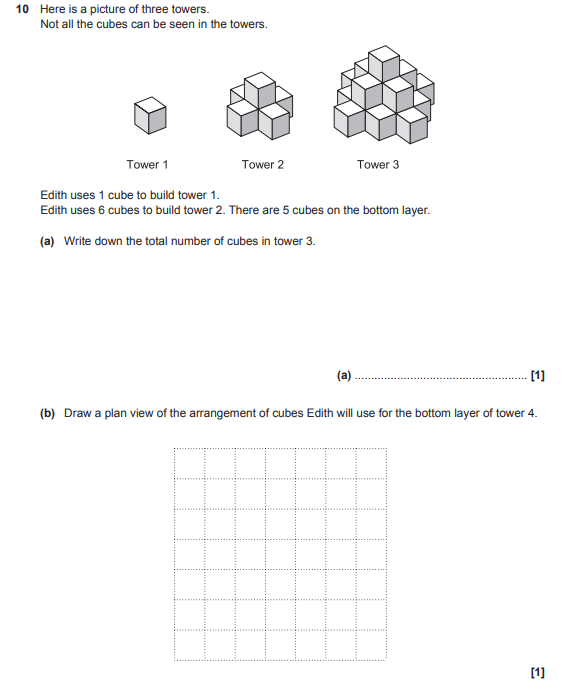 10 Here is a picture of three towers.
Not all the cubes can be seen in the towers.
Tower 1 Tower 2 Tower 3
Edith uses 1 cube to build tower 1.
Edith uses 6 cubes to build tower 2. There are 5 cubes on the bottom layer.
(a) Write down the total number of cubes in tower 3.
(a) ........................................................ [1]
(b) Draw a plan view of the arrangement of cubes Edith will use for the bottom layer of tower 4.
[1]